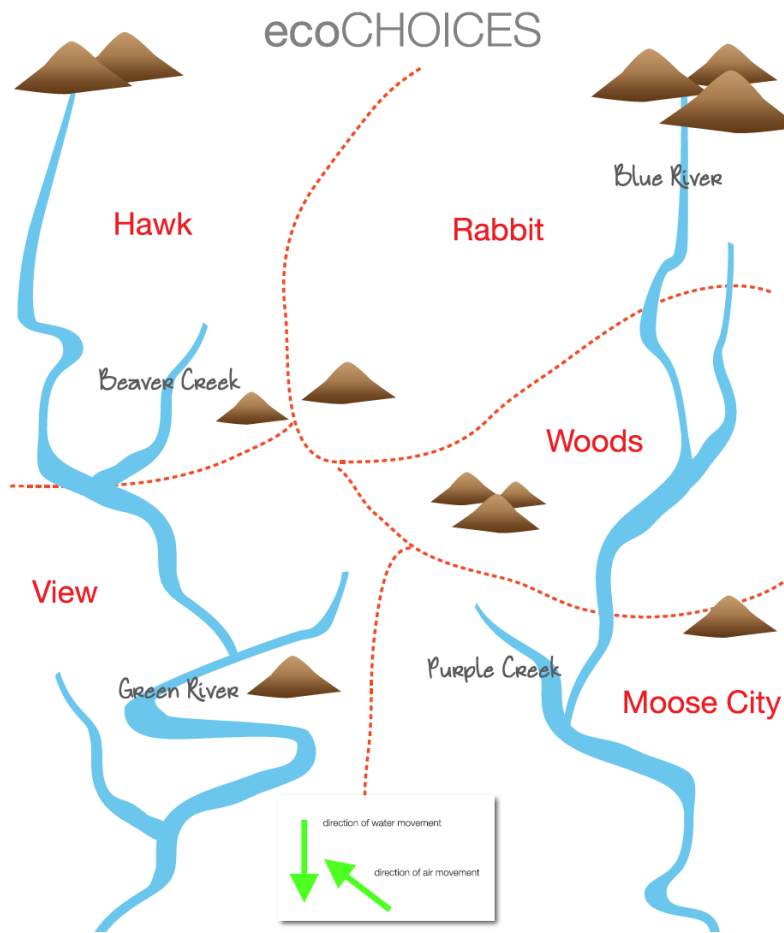 ecoCHOICES
Blue River
Hawk
Rabbit
Beaver Creek
Woods
View
Purple Creek
Green River
Moose City
direction of water movement
direction of air movement